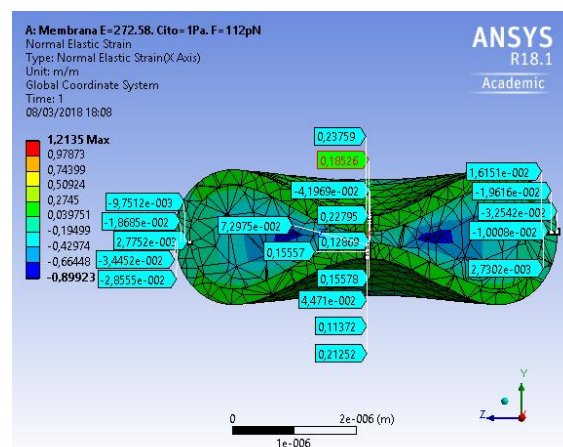 A: Membrana E=272.58. Cito=1Pa. F=112pN
Normal Elastic Strain
Type: Normal Elastic Strain(X Axis)
Unit: m/m
Global Coordinate System
Time: 1
08/03/2018 18:08
ANSYS
R18.1
Academic
1,2135 Max
0,97873
0,74399
0,50924
0,2745
0,039751
-0,19499
-0,42974
-0,66448
-0,89923
-9,7512e-003
-1,8685e-002
2,7752e-002
-3,4452e-002
-2,8555e-002
0,23759
0,18526
-4,1969e-002
0,22795
7,2975e-002
0,12869
0,15557
0,15578
4,471e-002
0,11372
0,21252
1,6151e-002
-1,9616e-002
-3,2542e-002
-1,0008e-002
2,7302e-003
0
2e-006 (m)
1e-006
Y
Z
X